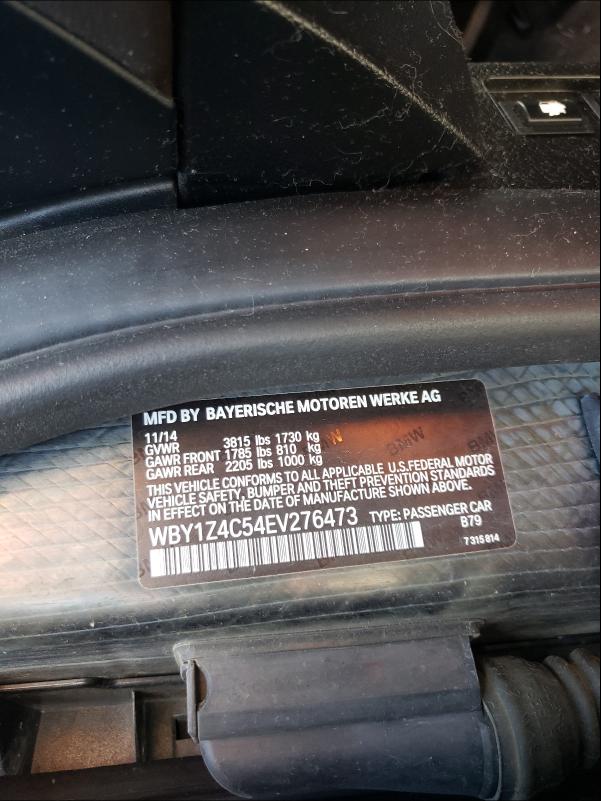 MFD BY BAYERISCHE MOTOREN WERKE AG
11/14
GVWR 3815 lbs 1730 kg
GAWR FRONT 1785 lbs 810 kg
GAWR REAR 2205 lbs 1000 kg
THIS VEHICLE CONFORMS TO ALL APPLICABLE U.S.FEDERAL MOTOR
VEHICLE SAFETY, BUMPER AND THEFT PREVENTION STANDARDS
IN EFFECT ON THE DATE OF MANUFACTURE SHOWN ABOVE.
WBY1Z4C54EV276473 TYPE: PASSENGER CAR
B79
7315814